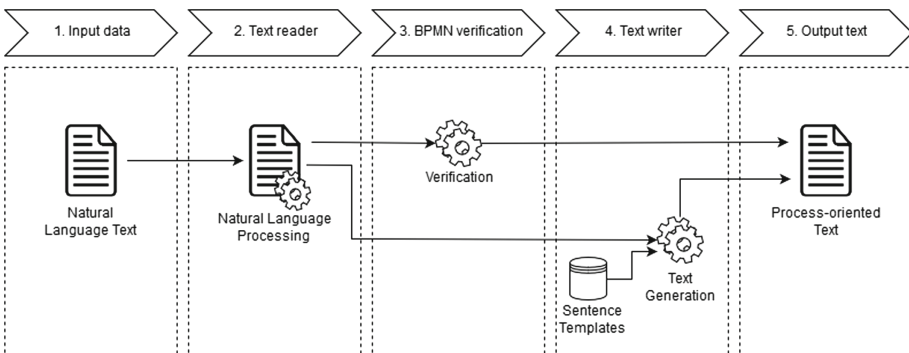 1. Input data
2. Text reader
3. BPMN verification
4. Text writer
5. Output text
Natural
Language Text
Natural Language
Processing
Verification
Sentence
Templates
Text
Generation
Process-oriented
Text